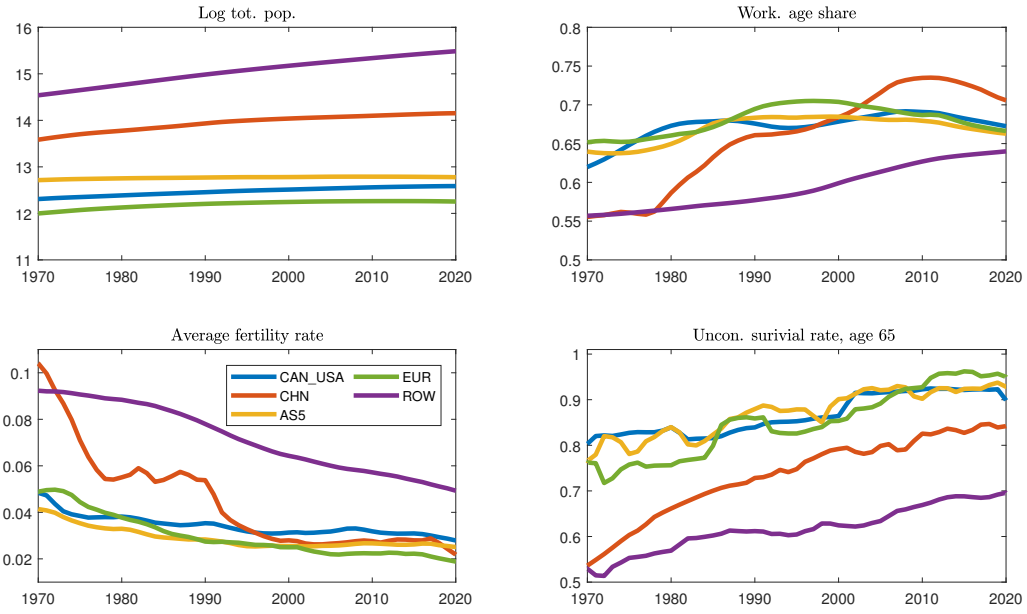 Log tot. pop.
16
15
14
13
12
11
1970 1980 1990 2000 2010 2020
Work. age share
0.8
0.75
0.7
0.65
0.6
0.55
0.5
1970 1980 1990 2000 2010 2020
Average fertility rate
0.1
0.08
0.06
0.04
0.02
1970 1980 1990 2000 2010 2020
CAN_USA EUR
CHN ROW
AS5
Uncon. surivial rate, age 65
1
0.9
0.8
0.7
0.6
0.5
1970 1980 1990 2000 2010 2020